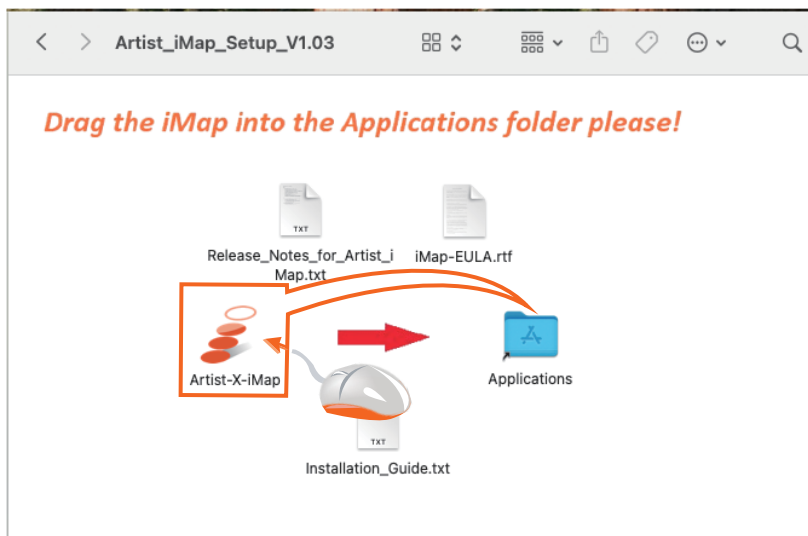 Artist_iMap_Setup_V1.03
Drag the iMap into the Applications folder please!
TXT
Release_Notes_for_Artist_i
Map.txt
iMap-EULA.rtf
Artist-X-iMap
Applications
TXT
Installation_Guide.txt